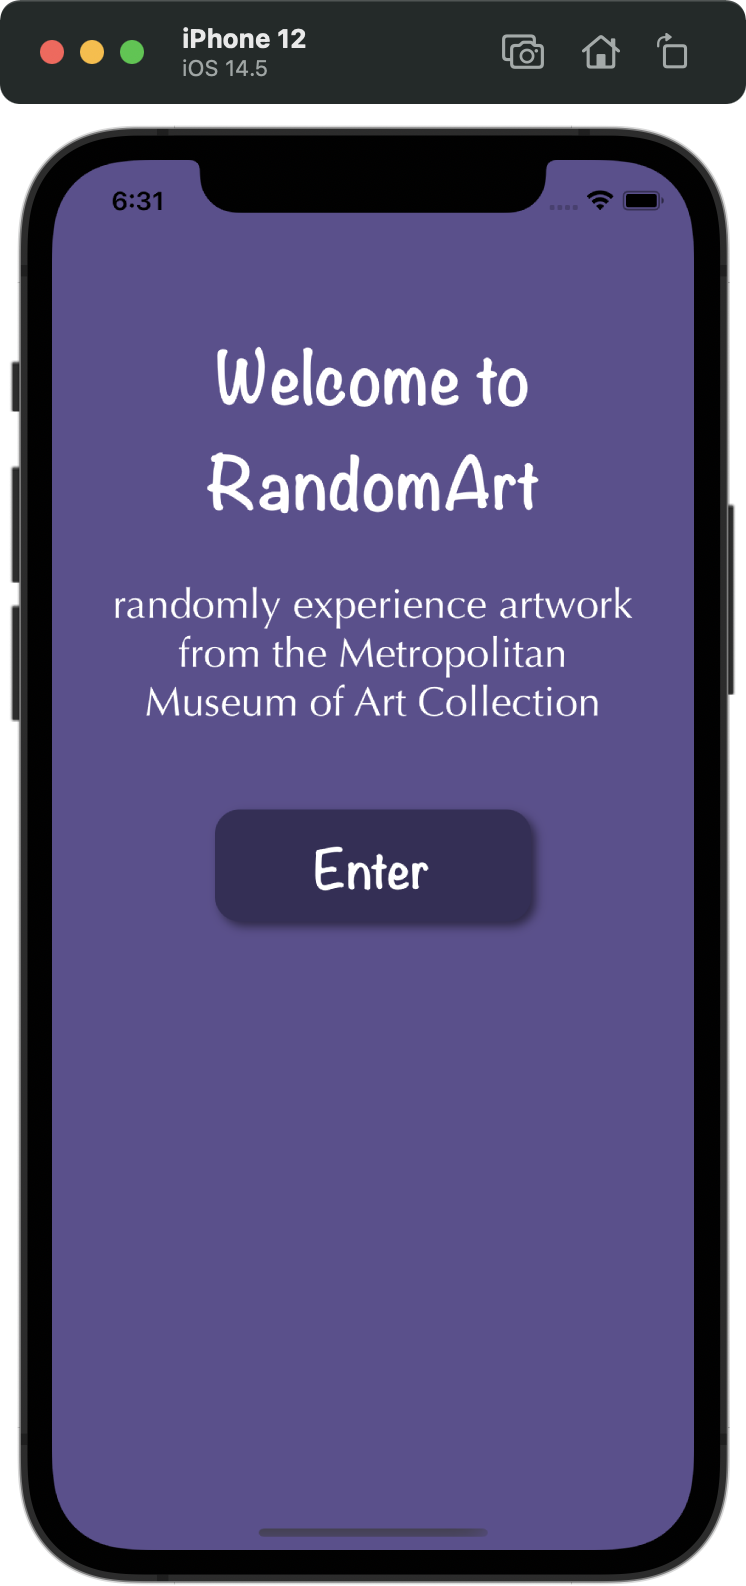 iPhone 12
iOS 14.5
6:31
Welcome to
RandomArt
randomly experience artwork
from the Metropolitan
Museum of Art Collection
Enter